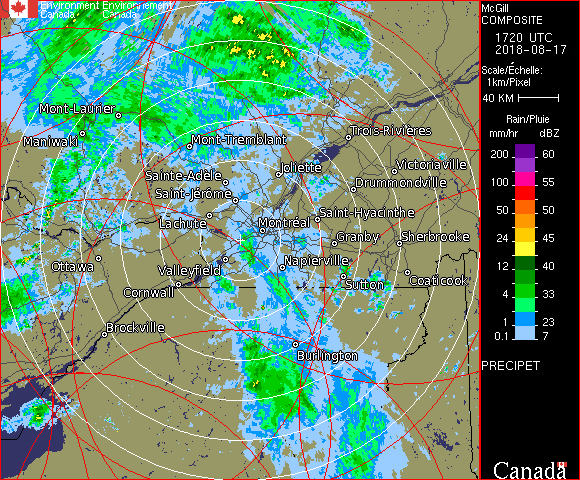 Environment Environnement
Canada Canada
McGill
COMPOSITE
1720 UTC
2018-08-17
Scale/Échelle:
1km/Pixel
40 KM
Rain/Pluie
mm/hr dBZ
200 60
100 55
50 50
24 45
12 40
4 33
1 23
0.1 7
PRECIPET
Canada
Mont-Laurier
Maniwaki
Mont-Tremblant
Trois-Rivières
Joliette
Victoriaville
Sainte-Adèle
Drummondville
Saint-Jérôme
Saint-Hyacinthe
Lachute
Montréal
Granby
Sherbrooke
Ottawa
Valleyfield
Napierville
Coaticook
Cornwall
Sutton
Brockville
Burlington